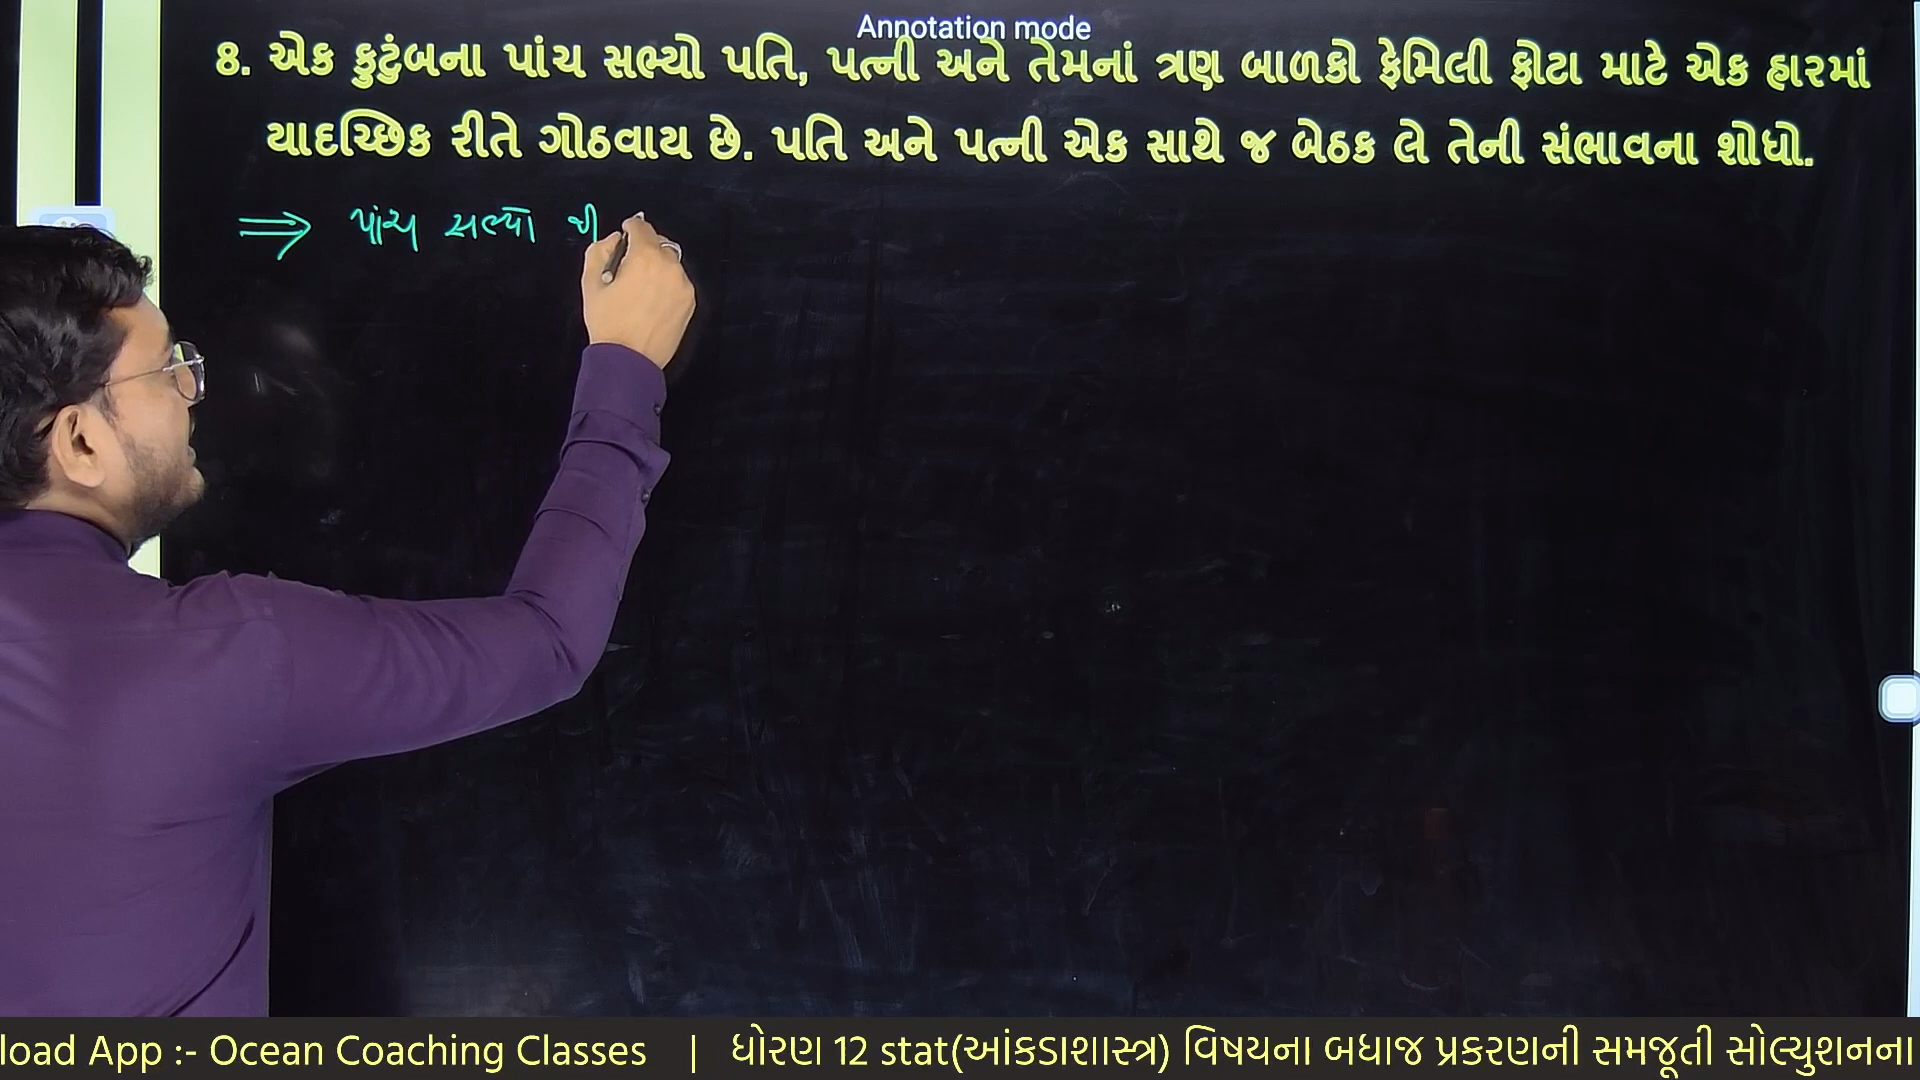 Annotation mode
8. એક કુટુંબના પાંચ સભ્યો પતિ, પત્ની અને તેમનાં ત્રણ બાળકો ફેમિલી ફોટા માટે એક હારમાં
યાદચ્છિક રીતે ગોઠવાય છે. પતિ અને પત્ની એક સાથે જ બેઠક લે તેની સંભાવના શોધો.
⇒ પાંચ સભ્યો
load App :- Ocean Coaching Classes | ધોરણ 12 stat(આંકડાશાસ્ત્ર) વિષયના બધાજ પ્રકરણની સમજૂતી સોલ્યુશનના